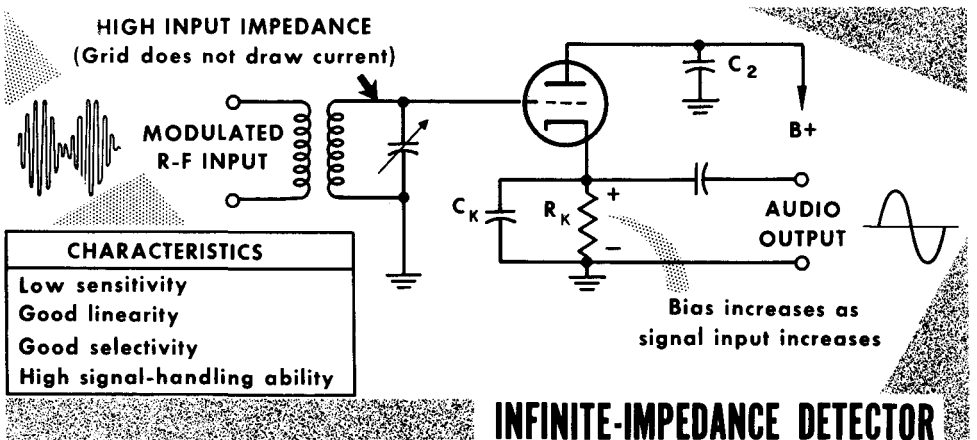 HIGH INPUT IMPEDANCE
(Grid does not draw current)
MODULATED
R-F INPUT
C2
B+
CK
RK
+
−
AUDIO
OUTPUT
CHARACTERISTICS
Low sensitivity
Good linearity
Good selectivity
High signal-handling ability
Bias increases as
signal input increases
INFINITE-IMPEDANCE DETECTOR